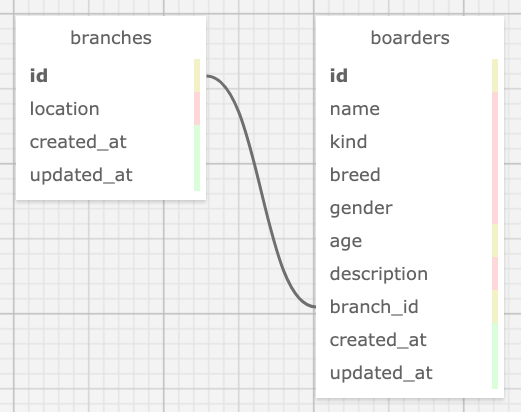 branches
id
location
created_at
updated_at
boarders
id
name
kind
breed
gender
age
description
branch_id
created_at
updated_at